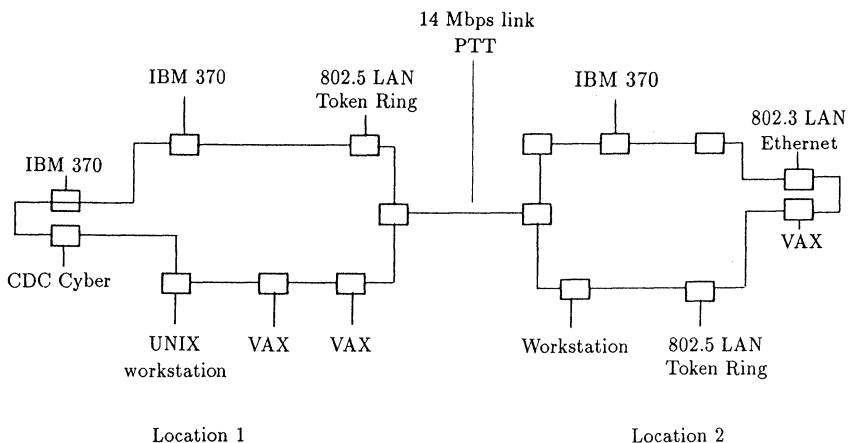 14 Mbps link
PTT
IBM 370
802.5 LAN
Token Ring
IBM 370
802.3 LAN
Ethernet
IBM 370
CDC Cyber
VAX
UNIX
workstation
VAX
VAX
Workstation
802.5 LAN
Token Ring
Location 1
Location 2